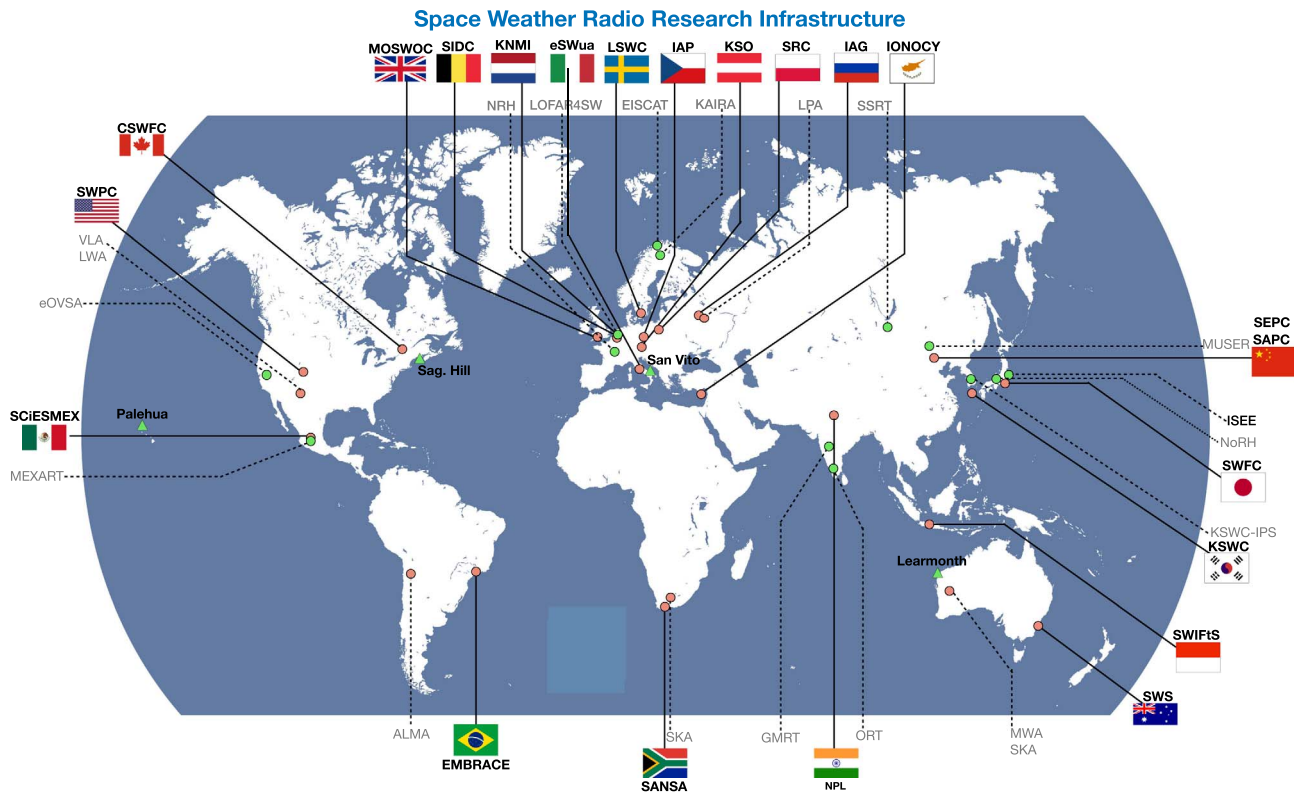 Space Weather Radio Research Infrastructure
MOSWOC
SIDC
KNMI
eSWua
LSWC
IAP
KSO
SRC
IAG
IONOCY
NRH
LOFAR4SW
EISCAT
KAIRA
LPA
SSRT
CSWFC
SWPC
VLA
LWA
eOVSA
SEPC
SAPC
MUSER
San Vito
Sag. Hill
Palehua
SCiESMEX
MEXART
ISEE
NoRH
SWFC
KSWC-IPS
KSWC
Learmonth
SWIFtS
SWS
ALMA
EMBRACE
SKA
SANSA
GMRT
ORT
NPL
MWA
SKA